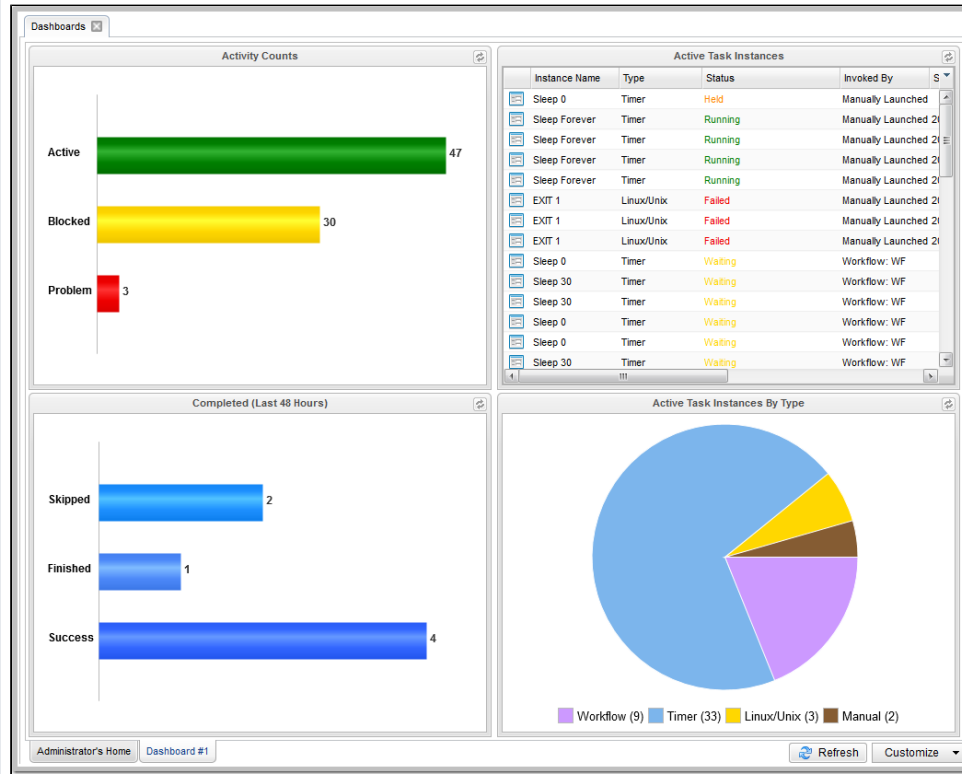 Dashboards
Activity Counts
Active 47
Blocked 30
Problem 3
Active Task Instances
Instance Name Type Status Invoked By S
Sleep 0 Timer Held Manually Launched
Sleep Forever Timer Running Manually Launched 20
Sleep Forever Timer Running Manually Launched 20
Sleep Forever Timer Running Manually Launched 20
Sleep Forever Timer Running Manually Launched 20
EXIT 1 Linux/Unix Failed Manually Launched 20
EXIT 1 Linux/Unix Failed Manually Launched 20
EXIT 1 Linux/Unix Failed Manually Launched 20
Sleep 0 Timer Waiting Workflow: WF
Sleep 30 Timer Waiting Workflow: WF
Sleep 30 Timer Waiting Workflow: WF
Sleep 0 Timer Waiting Workflow: WF
Sleep 0 Timer Waiting Workflow: WF
Sleep 30 Timer Waiting Workflow: WF
Completed (Last 48 Hours)
Skipped 2
Finished 1
Success 4
Active Task Instances By Type
Workflow (9) Timer (33) Linux/Unix (3) Manual (2)
Administrator's Home Dashboard #1 Refresh Customize